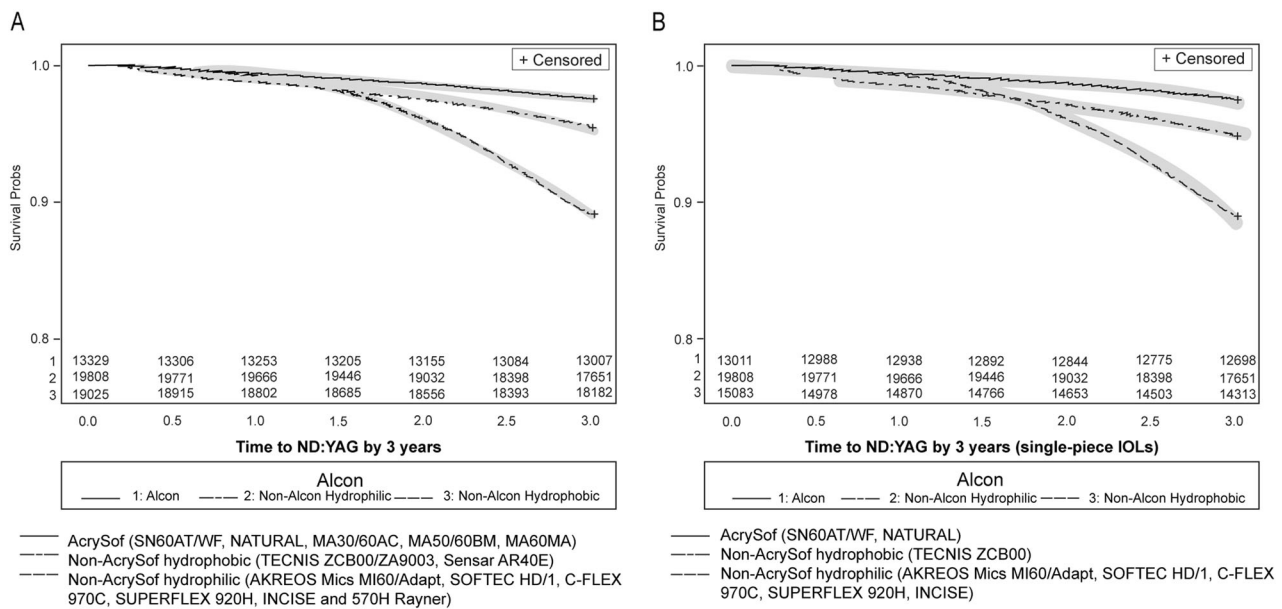 A
+ Censored
1.0
0.9
0.8
Survival Probs
1 13329 13306 13253 13205 13155 13084 13007
2 19808 19771 19666 19446 19032 18398 17651
3 19025 18915 18802 18685 18556 18393 18182
0.0 0.5 1.0 1.5 2.0 2.5 3.0
Time to ND:YAG by 3 years
Alcon
1: Alcon 2: Non-Alcon Hydrophilic 3: Non-Alcon Hydrophobic
AcrySof (SN60AT/WF, NATURAL, MA30/60AC, MA50/60BM, MA60MA)
Non-AcrySof hydrophobic (TECNIS ZCB00/ZA9003, Sensar AR40E)
Non-AcrySof hydrophilic (AKREOS Mics MI60/Adapt, SOFTEC HD/1, C-FLEX
970C, SUPERFLEX 920H, INCISE and 570H Rayner)
B
+ Censored
1.0
0.9
0.8
Survival Probs
1 13011 12988 12938 12892 12844 12775 12698
2 19808 19771 19666 19446 19032 18398 17651
3 15083 14978 14870 14766 14653 14503 14313
0.0 0.5 1.0 1.5 2.0 2.5 3.0
Time to ND:YAG by 3 years (single-piece IOLs)
Alcon
1: Alcon 2: Non-Alcon Hydrophilic 3: Non-Alcon Hydrophobic
AcrySof (SN60AT/WF, NATURAL)
Non-AcrySof hydrophobic (TECNIS ZCB00)
Non-AcrySof hydrophilic (AKREOS Mics MI60/Adapt, SOFTEC HD/1, C-FLEX
970C, SUPERFLEX 920H, INCISE)